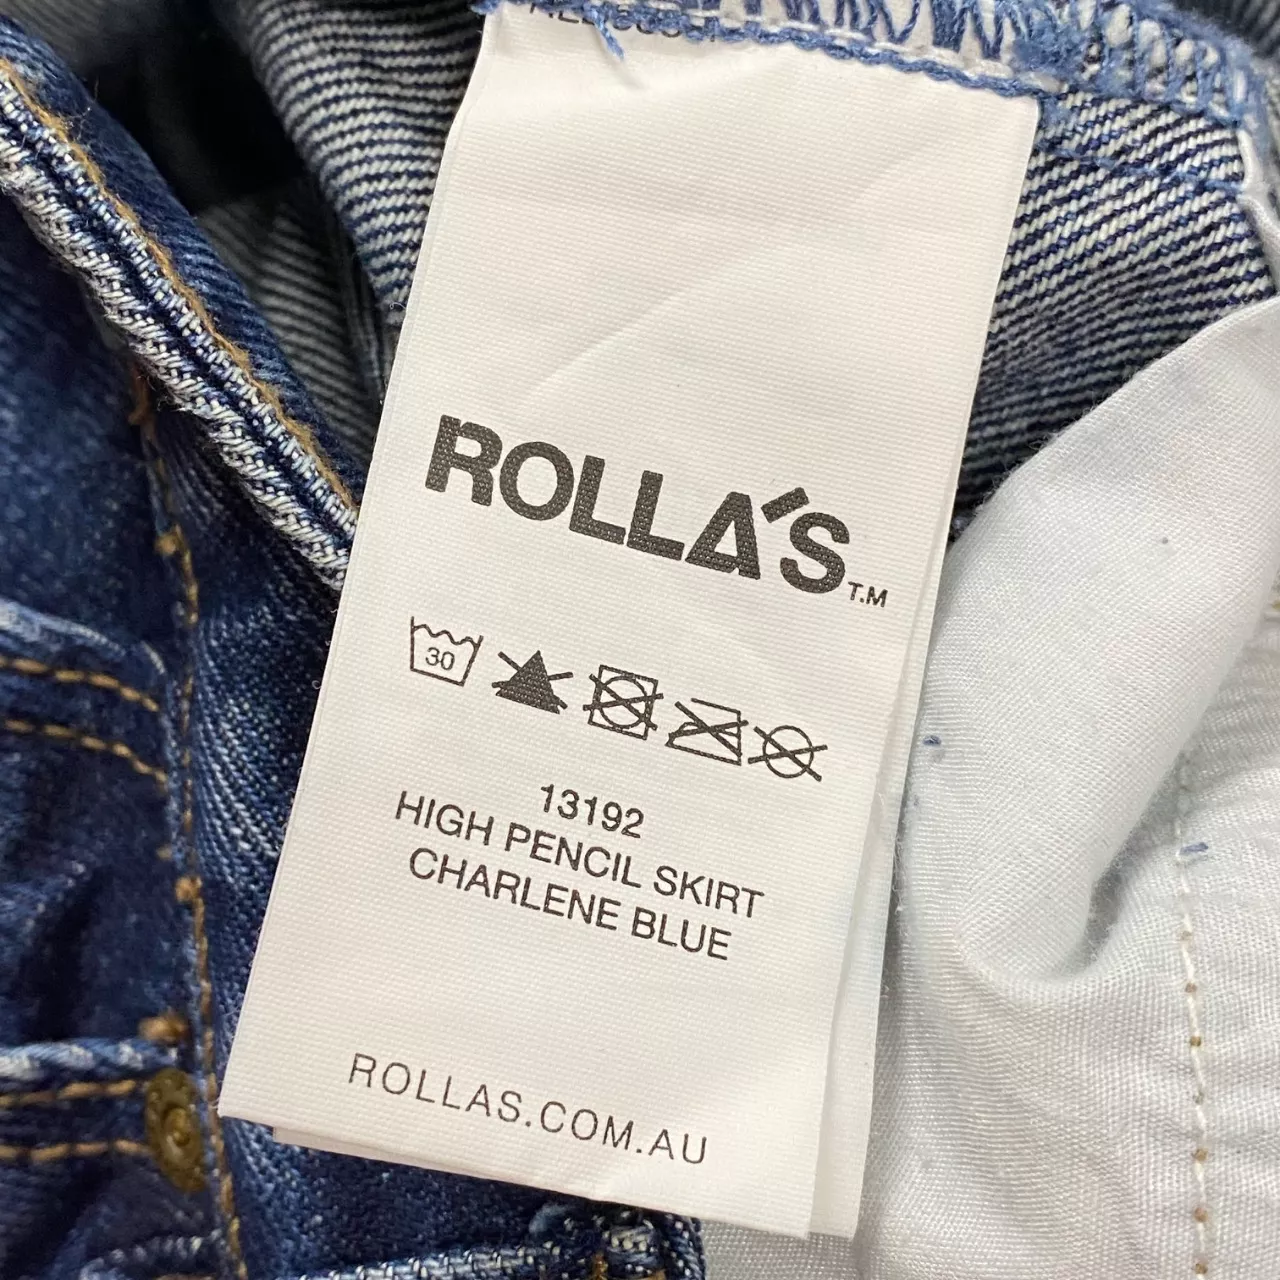 ROLLA'S T.M
30
13192
HIGH PENCIL SKIRT
CHARLENE BLUE
ROLLAS.COM.AU